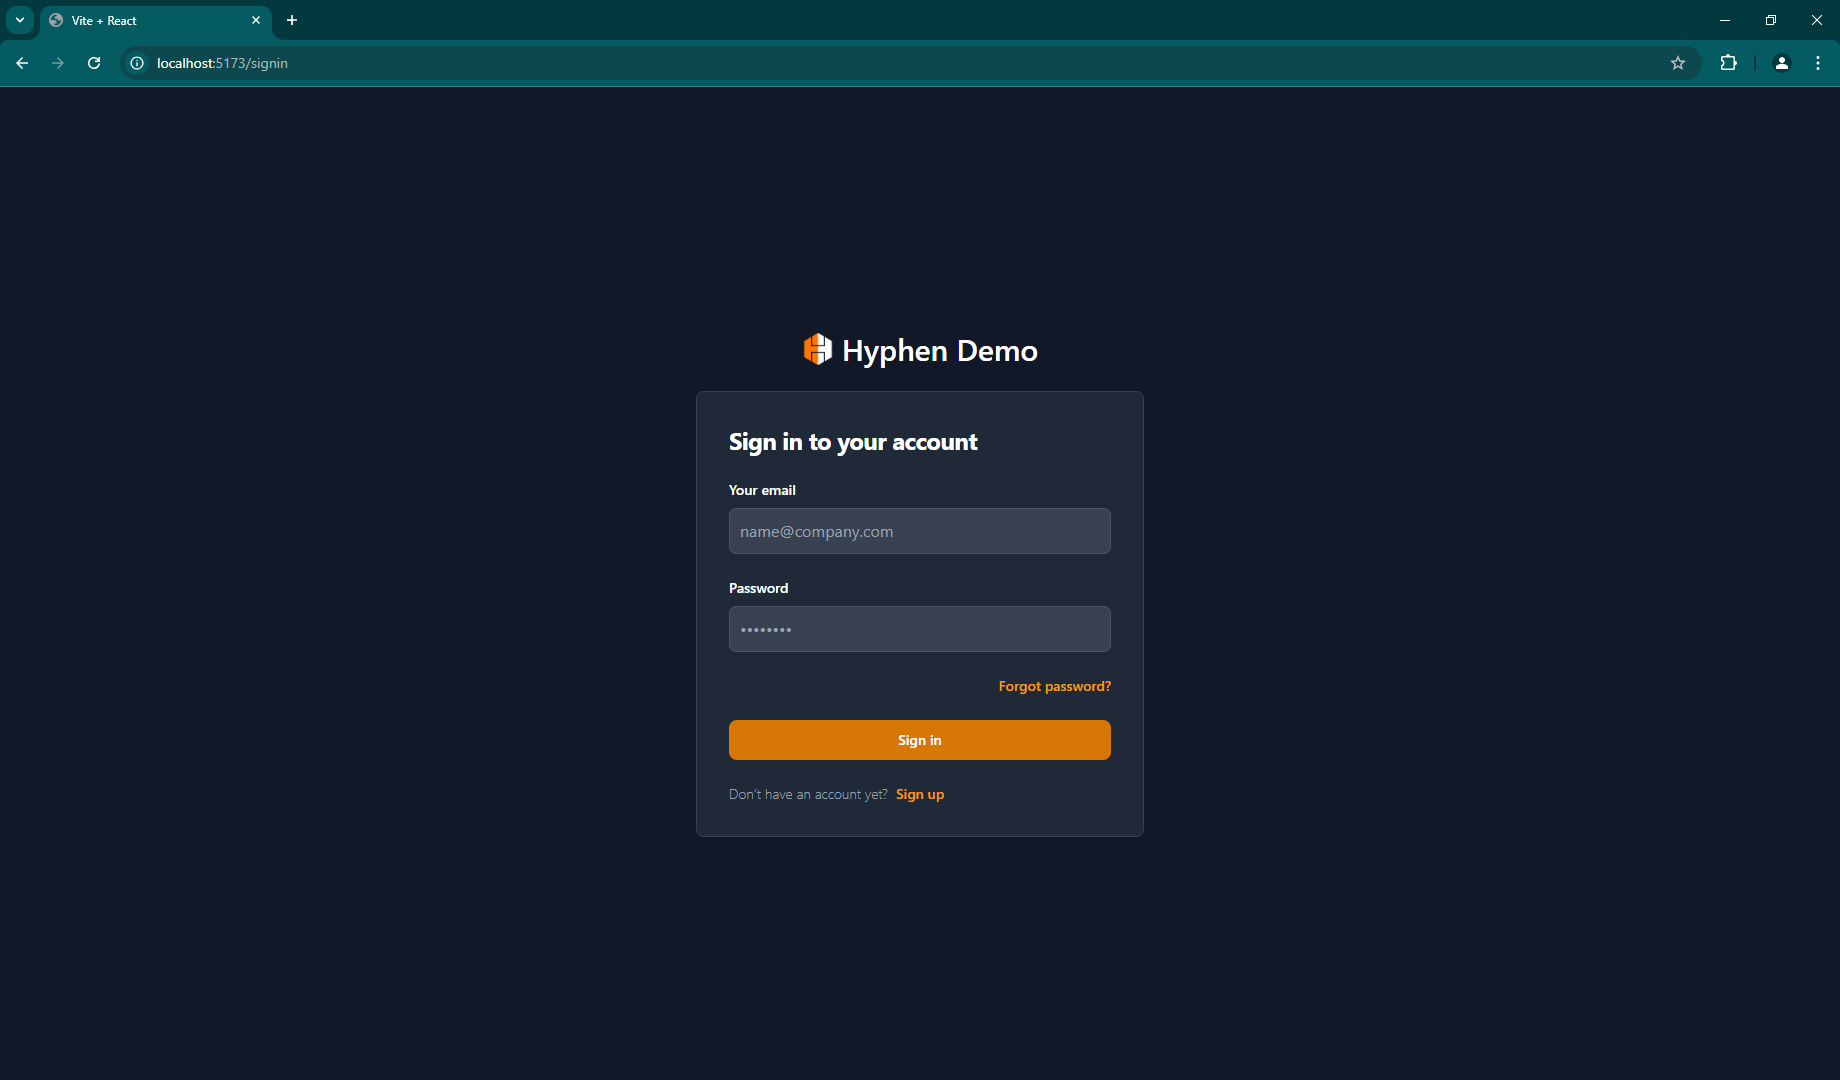 Vite + React
localhost:5173/signin
Hyphen Demo
Sign in to your account
Your email
name@company.com
Password
••••••••
Forgot password?
Sign in
Don't have an account yet? Sign up